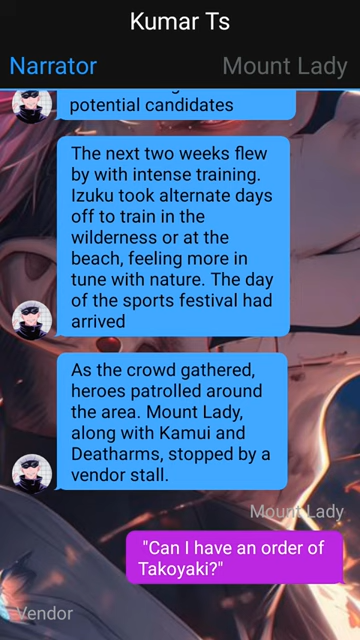 Kumar Ts
Narrator
Mount Lady
potential candidates
The next two weeks flew
by with intense training.
Izuku took alternate days
off to train in the
wilderness or at the
beach, feeling more in
tune with nature. The day
of the sports festival had
arrived
As the crowd gathered,
heroes patrolled around
the area. Mount Lady,
along with Kamui and
Deatharms, stopped by a
vendor stall.
Mount Lady
"Can I have an order of
Takoyaki?"
Vendor